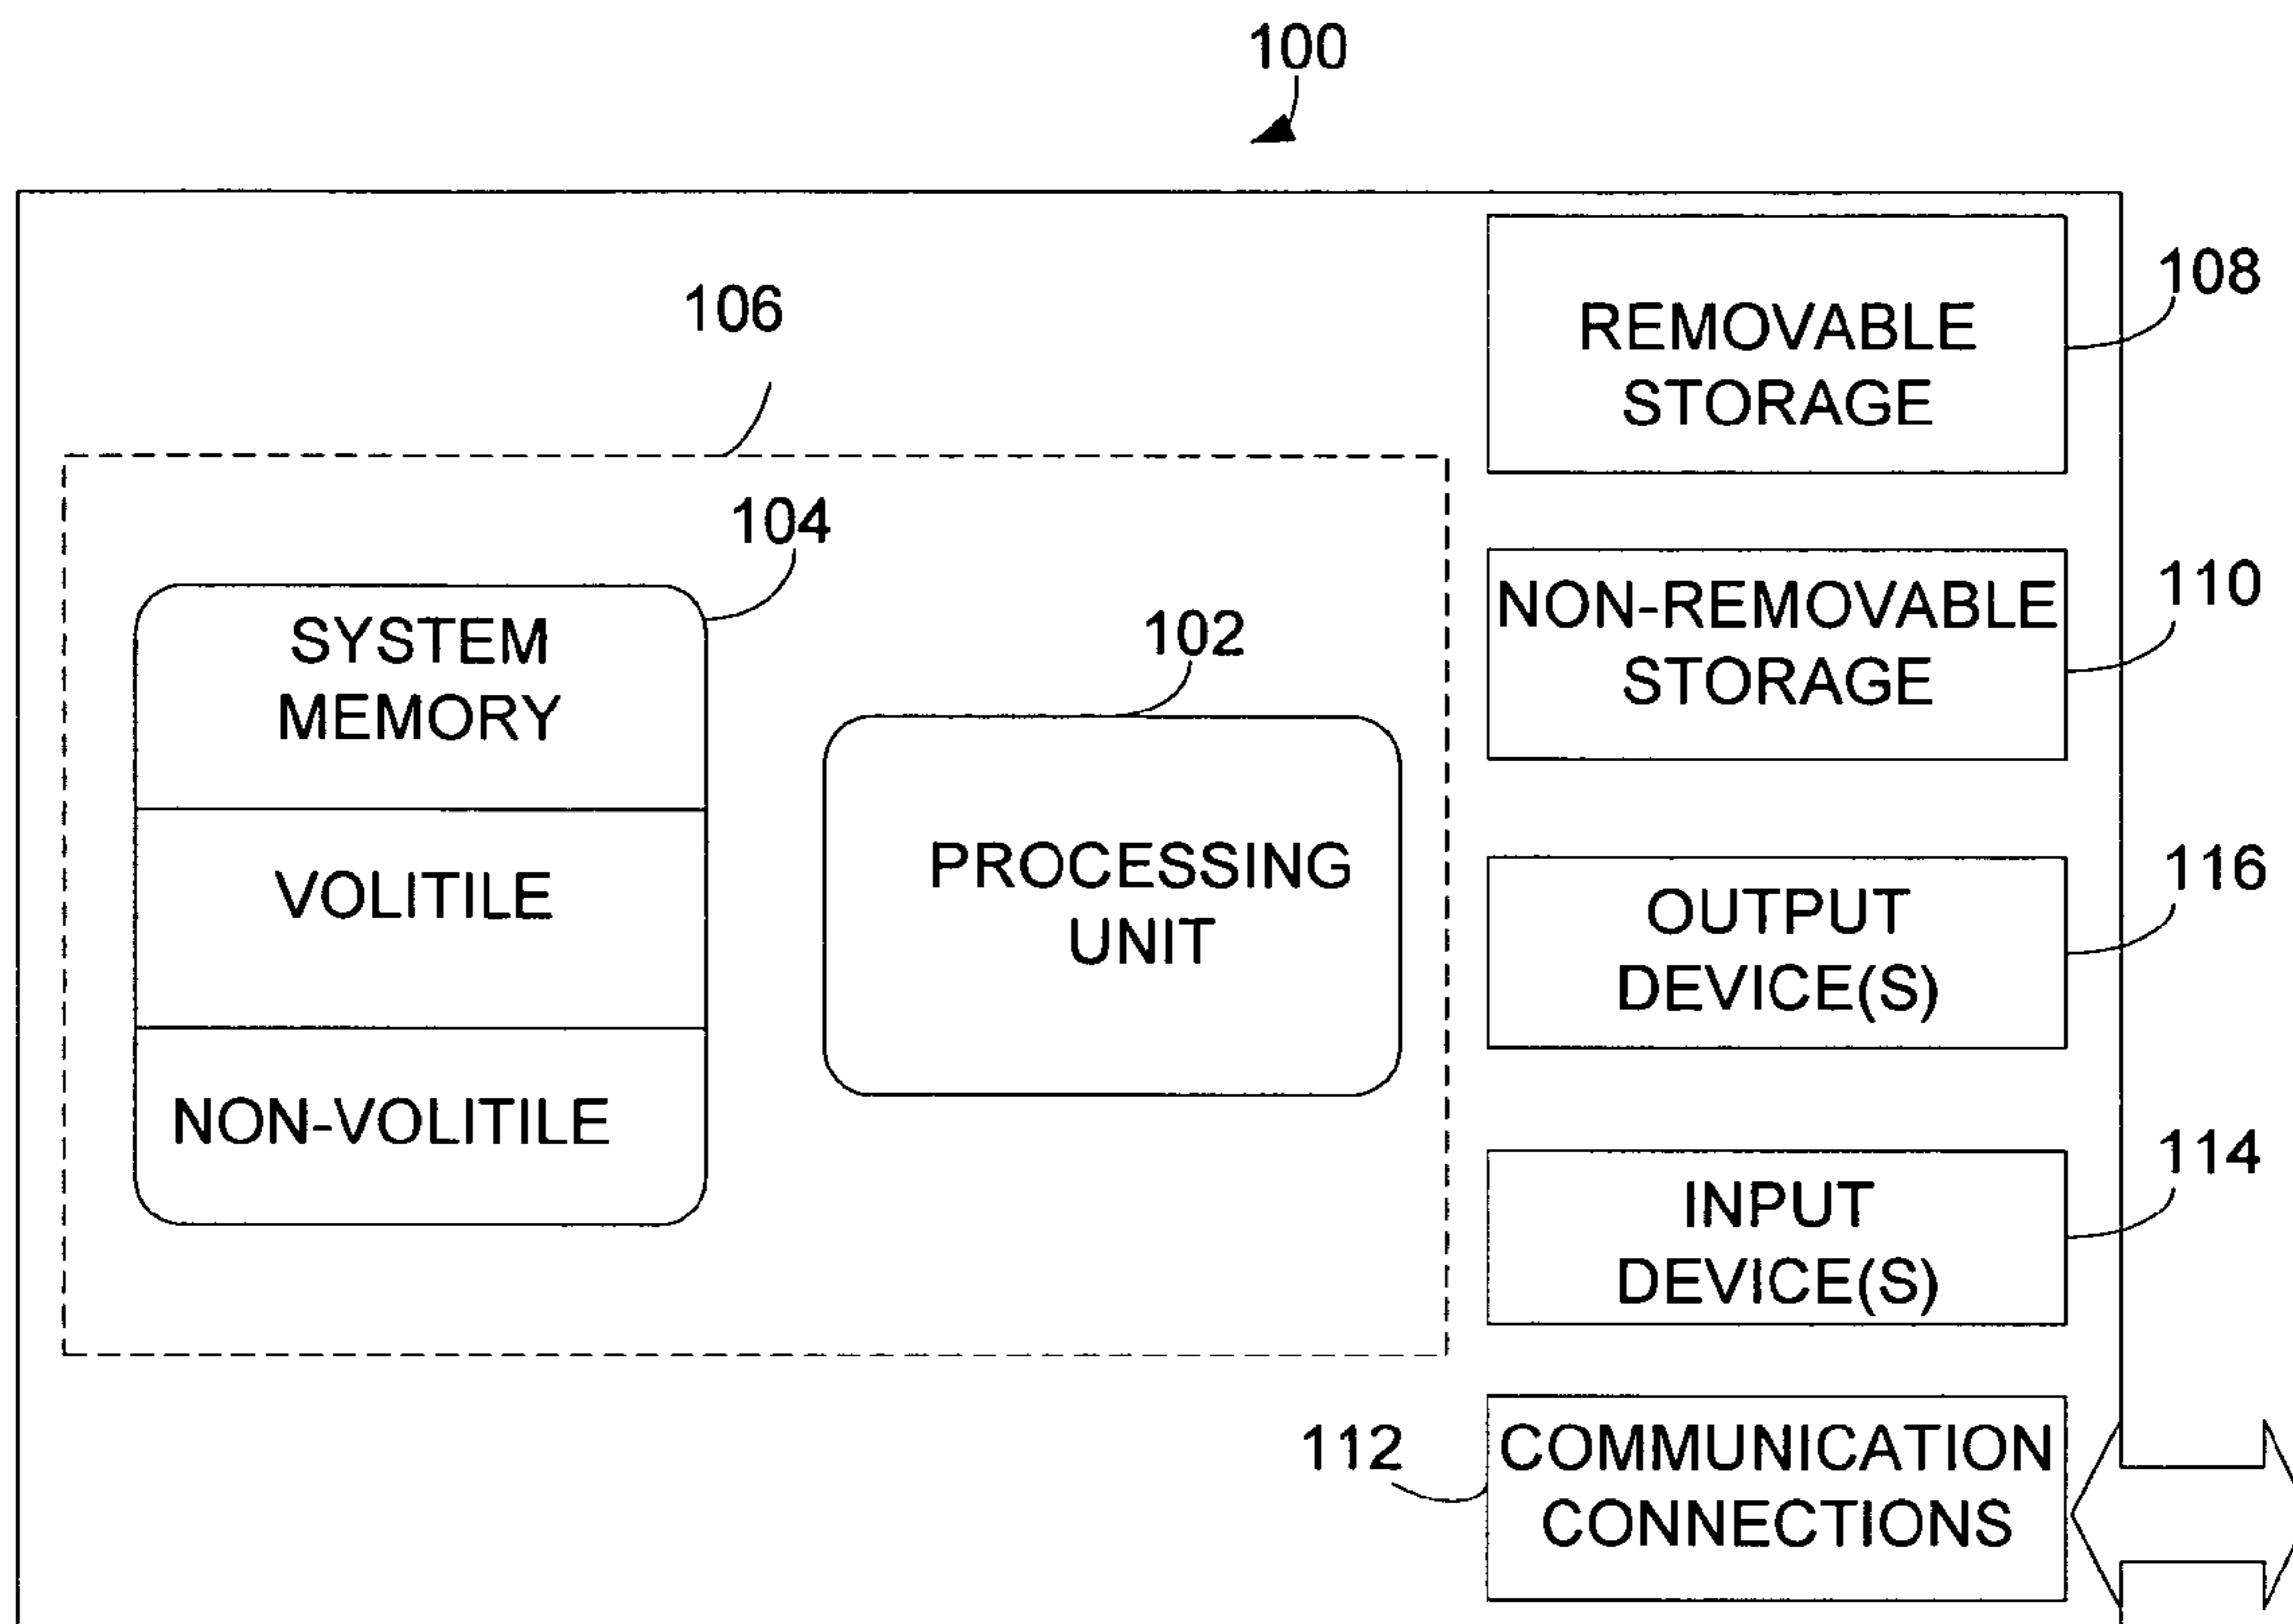 100
106
108
REMOVABLE
STORAGE
104
SYSTEM
MEMORY
VOLITILE
NON-VOLITILE
102
PROCESSING
UNIT
110
NON-REMOVABLE
STORAGE
116
OUTPUT
DEVICE(S)
114
INPUT
DEVICE(S)
112
COMMUNICATION
CONNECTIONS